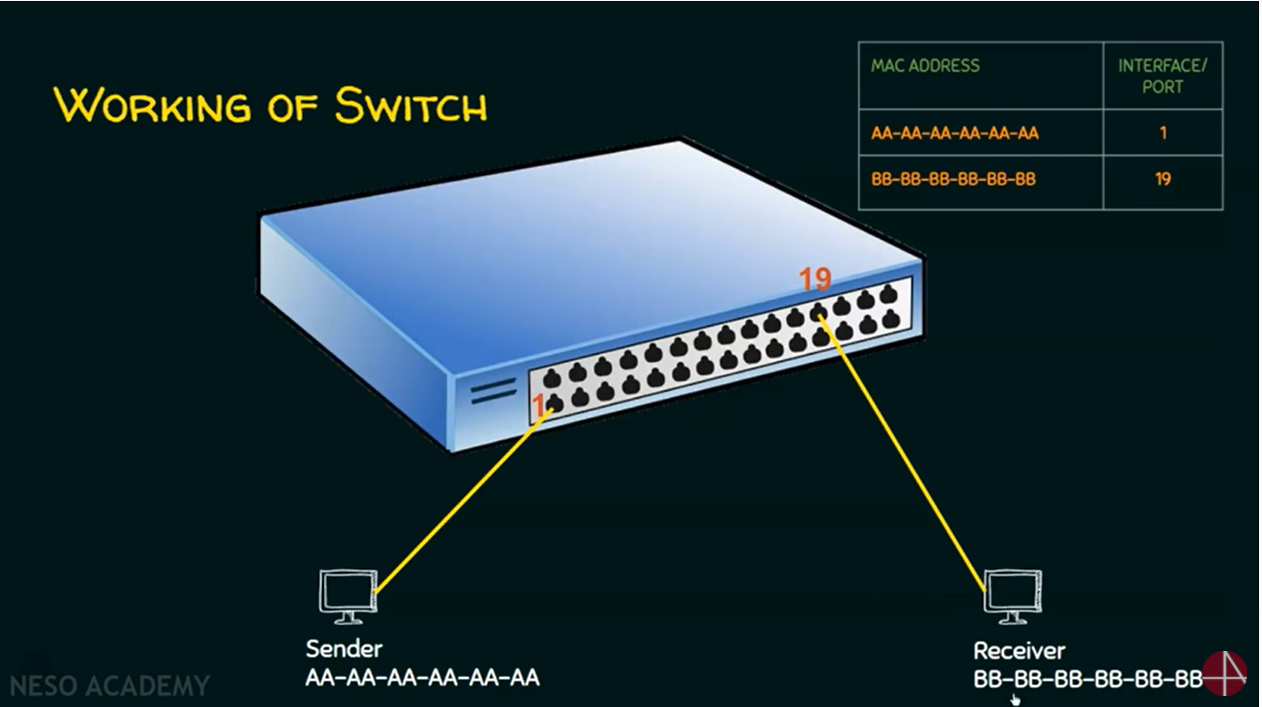 WORKING OF SWITCH
MAC ADDRESS
INTERFACE/
PORT
AA-AA-AA-AA-AA-AA
1
BB-BB-BB-BB-BB-BB
19
19
1
Sender
AA-AA-AA-AA-AA-AA
Receiver
BB-BB-BB-BB-BB-BB
NESO ACADEMY